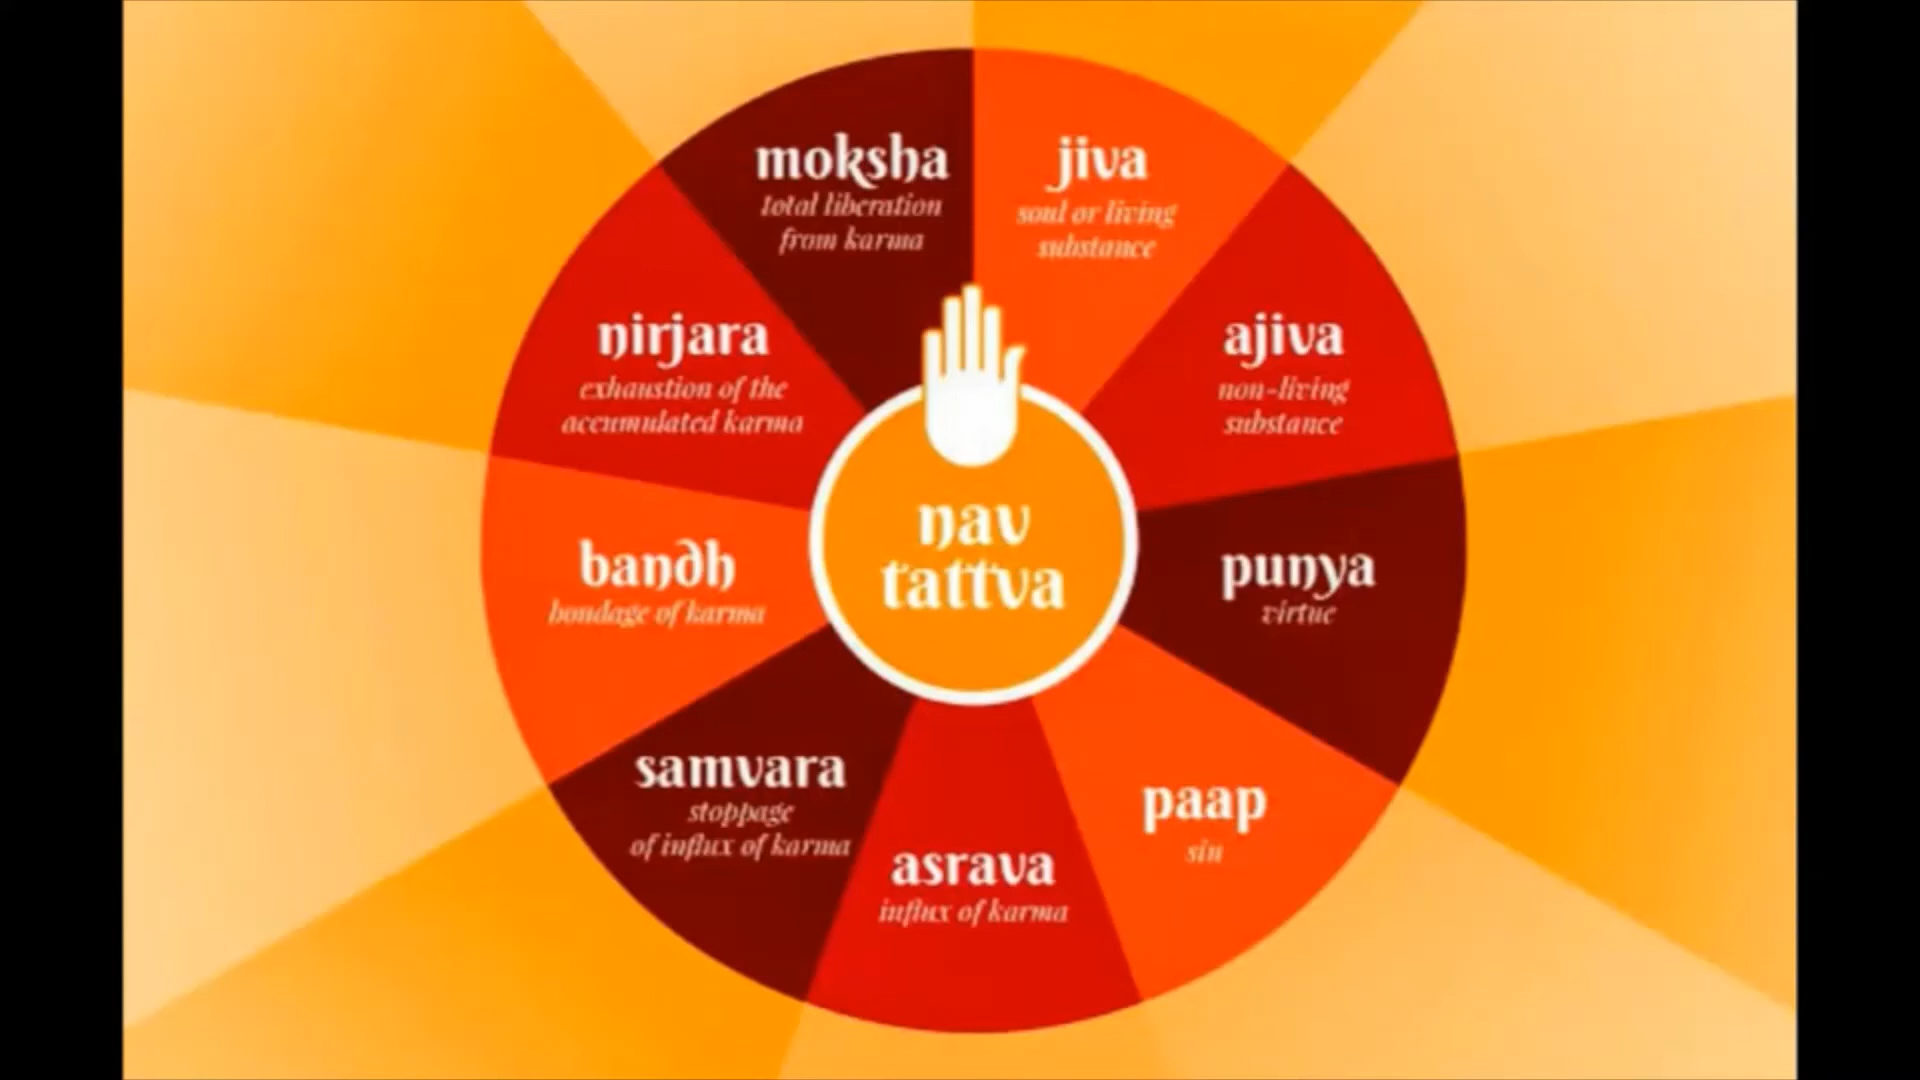 moksha
total liberation
from karma
jiva
soul or living
substance
ajiva
non-living
substance
punya
virtue
paap
sin
asrava
influx of karma
samvara
stoppage
of influx of karma
bandh
bondage of karma
nirjara
exhaustion of the
accumulated karma
nav
tattva